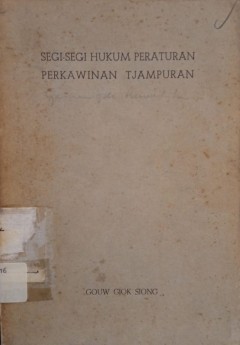 SEGI-SEGI HUKUM PERATURAN
PERKAWINAN TJAMPURAN
GOUW GIOK SIONG